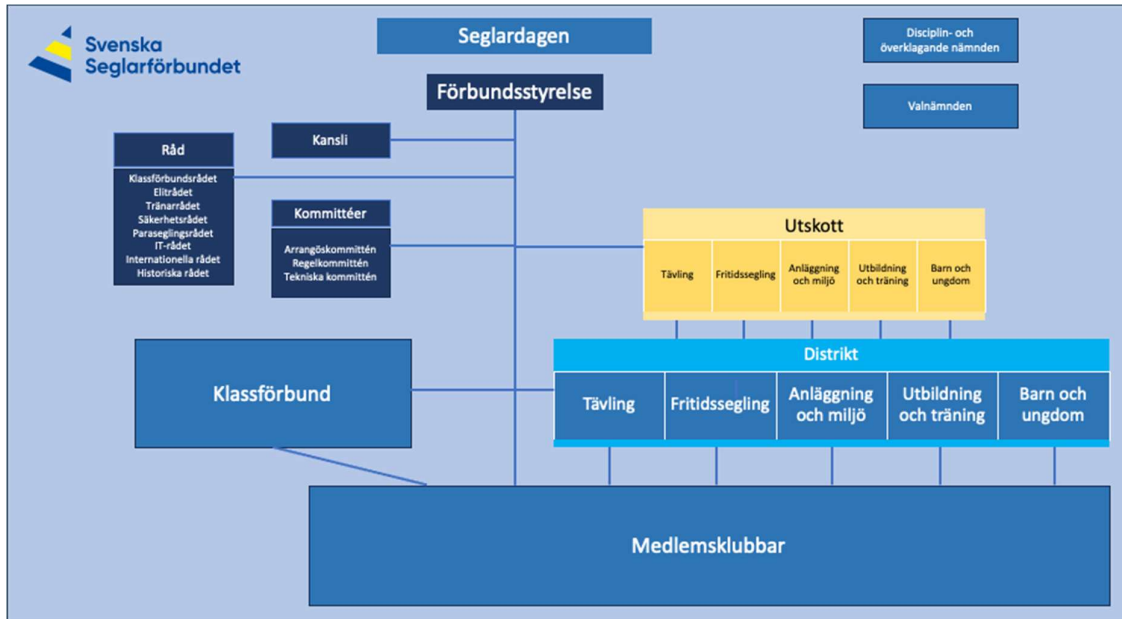 Svenska
Seglarförbundet
Seglardagen
Disciplin- och
överklagande nämnden
Förbundsstyrelse
Valnämnden
Kansli
Råd
Klassförbundsrådet
Elitrådet
Tränarrådet
Säkerhetsrådet
Paraseglingsrådet
IT-rådet
Internationella rådet
Historiska rådet
Kommittéer
Arrangöskommittén
Regelkommittén
Tekniska kommittén
Utskott
Tävling
Fritidssegling
Anläggning
och miljö
Utbildning
och träning
Barn och
ungdom
Klassförbund
Distrikt
Tävling
Fritidssegling
Anläggning
och miljö
Utbildning
och träning
Barn och
ungdom
Medlemsklubbar